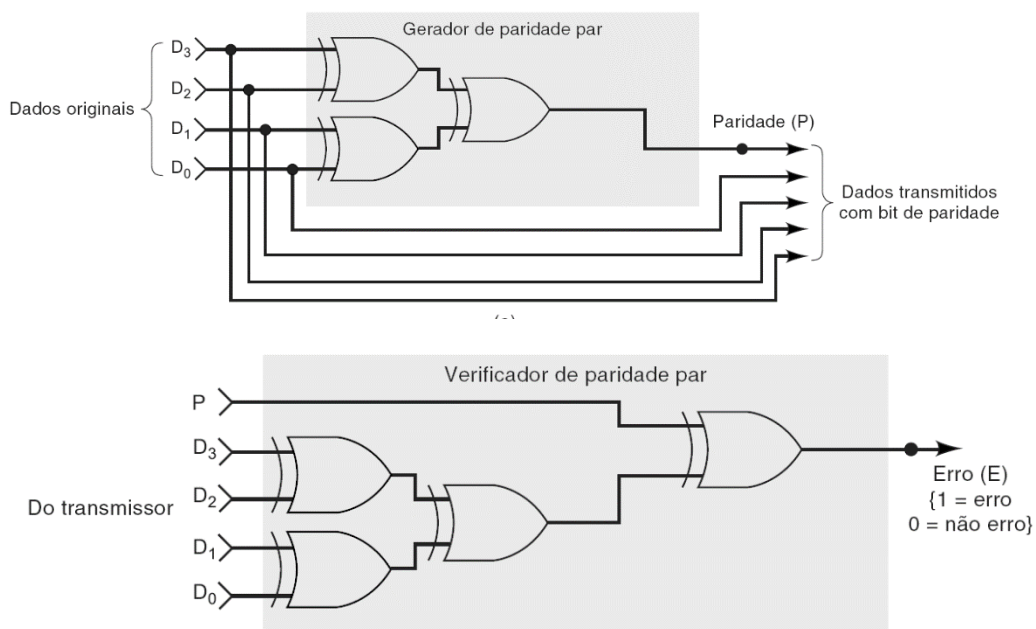 Gerador de paridade par
Dados originais
D3
D2
D1
D0
Paridade (P)
Dados transmitidos
com bit de paridade
Verificador de paridade par
Do transmissor
P
D3
D2
D1
D0
Erro (E)
{1 = erro
0 = não erro}